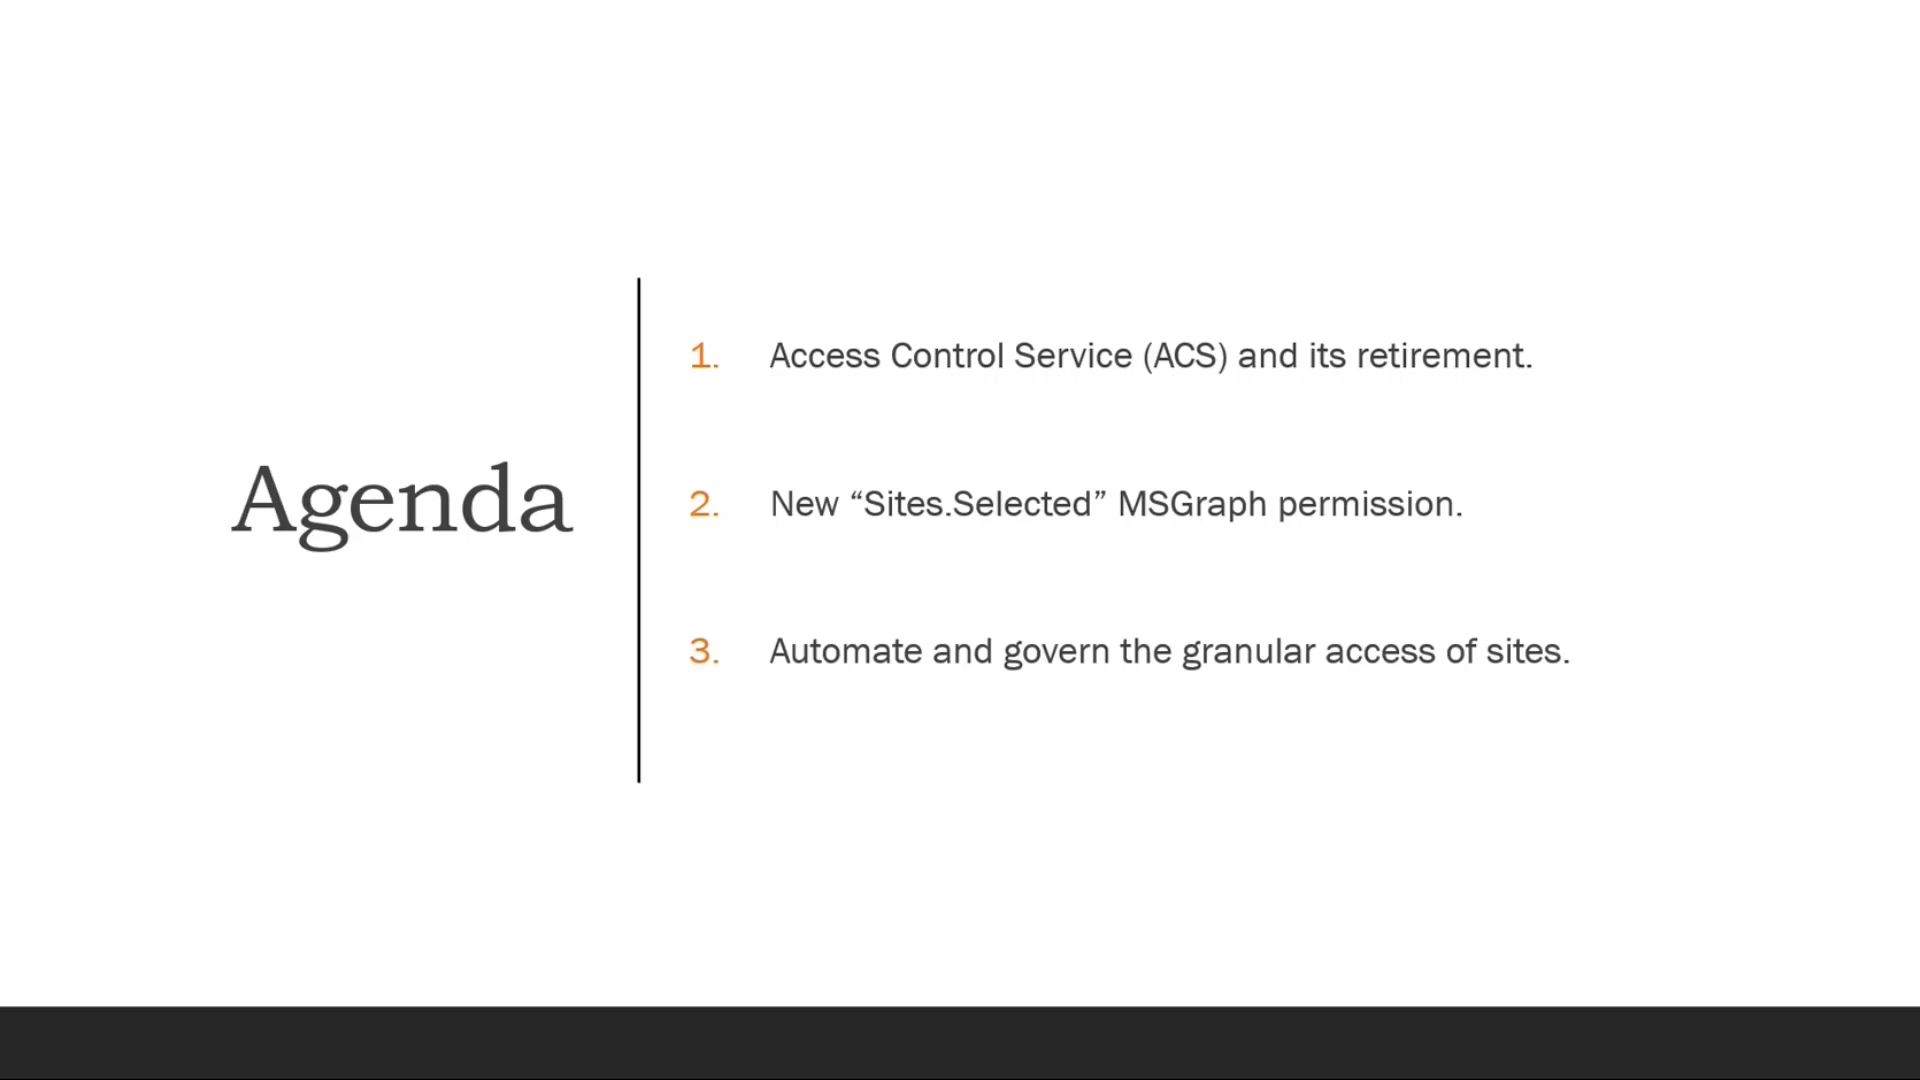 Agenda
1. Access Control Service (ACS) and its retirement.
2. New “Sites.Selected” MSGraph permission.
3. Automate and govern the granular access of sites.